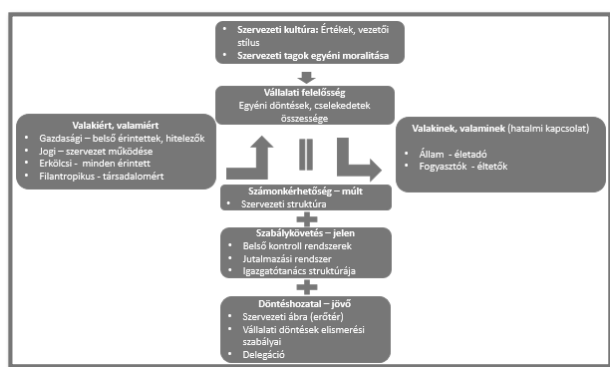 • Szervezeti kultúra: Értékek, vezetői
stílus
• Szervezeti tagok egyéni moralitása
Vállalati felelősség
Egyéni döntések, cselekedetek
összessége
Valakiért, valamiért
• Gazdasági – belső érintettek, hitelezők
• Jogi – szervezet működése
• Erkölcsi - minden érintett
• Filantropikus - társadalomért
Valakinek, valaminek (hatalmi kapcsolat)
• Állam - életadó
• Fogyasztók - éltetők
Számonkérhetőség – múlt
• Szervezeti struktúra
Szabálykövetés – jelen
• Belső kontroll rendszerek
• Jutalmazási rendszer
• Igazgatótanács struktúrája
Döntéshozatal – jövő
• Szervezeti ábra (erőtér)
• Vállalati döntések elismerési
szabályai
• Delegáció